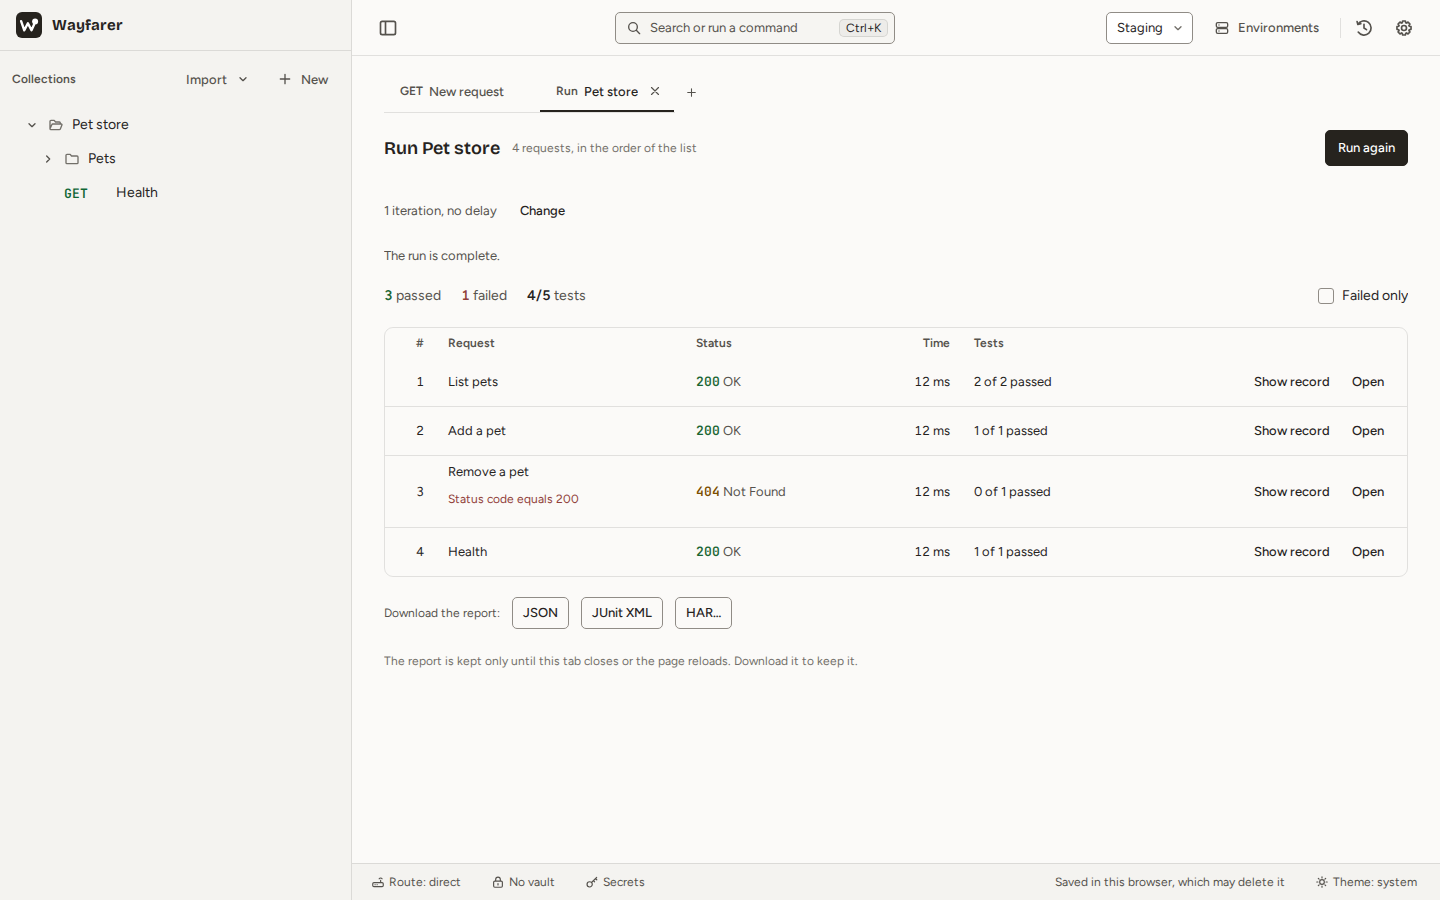 Wayfarer
Search or run a command Ctrl+K
Staging
Environments
Collections Import New
Pet store
Pets
GET Health
GET New request
Run Pet store
Run Pet store 4 requests, in the order of the list
Run again
1 iteration, no delay Change
The run is complete.
3 passed 1 failed 4/5 tests
Failed only
# Request Status Time Tests
1 List pets 200 OK 12 ms 2 of 2 passed Show record Open
2 Add a pet 200 OK 12 ms 1 of 1 passed Show record Open
Remove a pet
3 404 Not Found 12 ms 0 of 1 passed Show record Open
Status code equals 200
4 Health 200 OK 12 ms 1 of 1 passed Show record Open
Download the report: JSON JUnit XML HAR...
The report is kept only until this tab closes or the page reloads. Download it to keep it.
Route: direct No vault Secrets Saved in this browser, which may delete it Theme: system